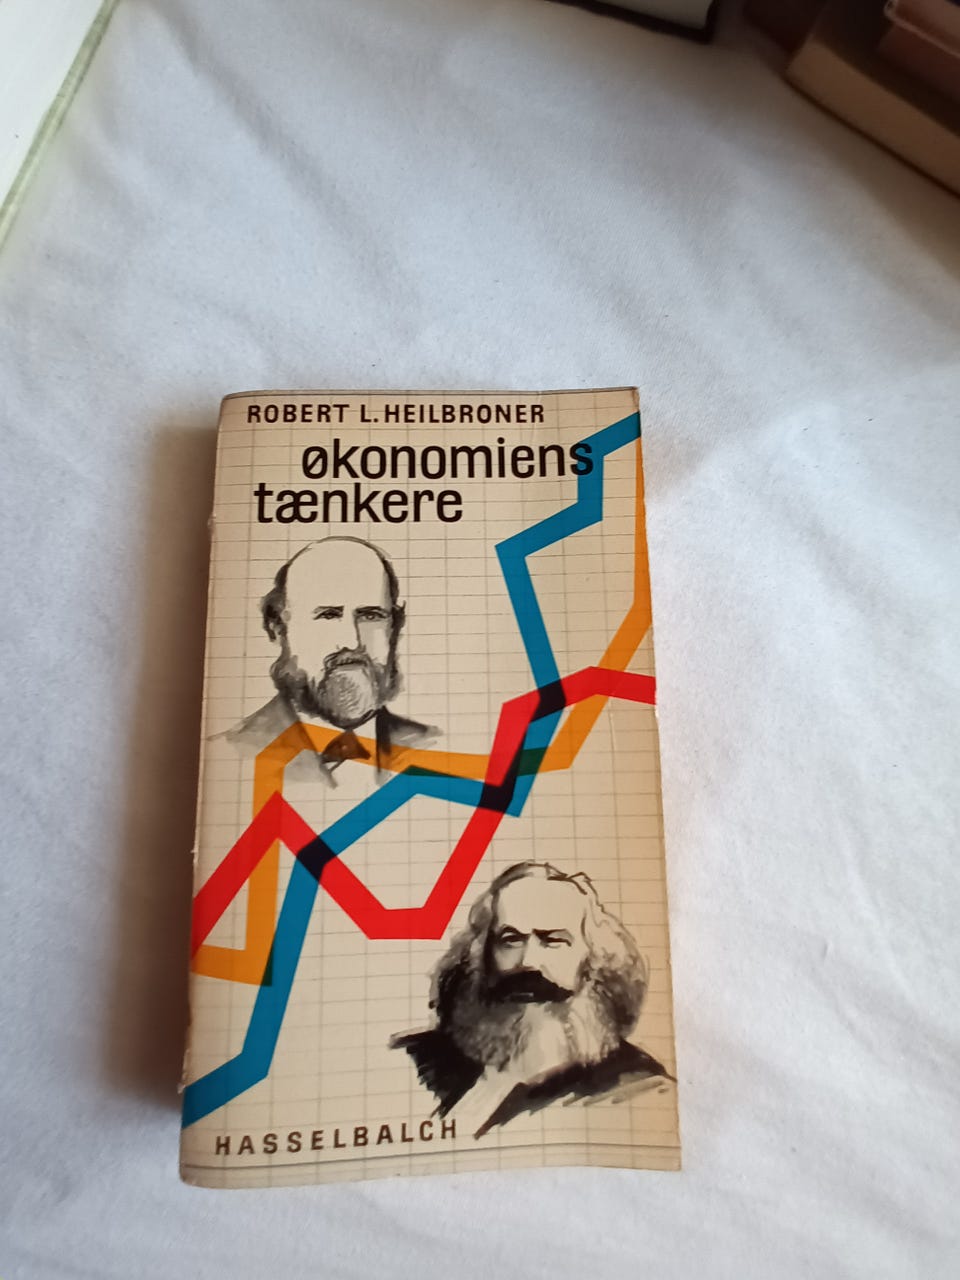 ROBERT L. HEILBRONER
økonomiens
tænkere
HASSELBALCH